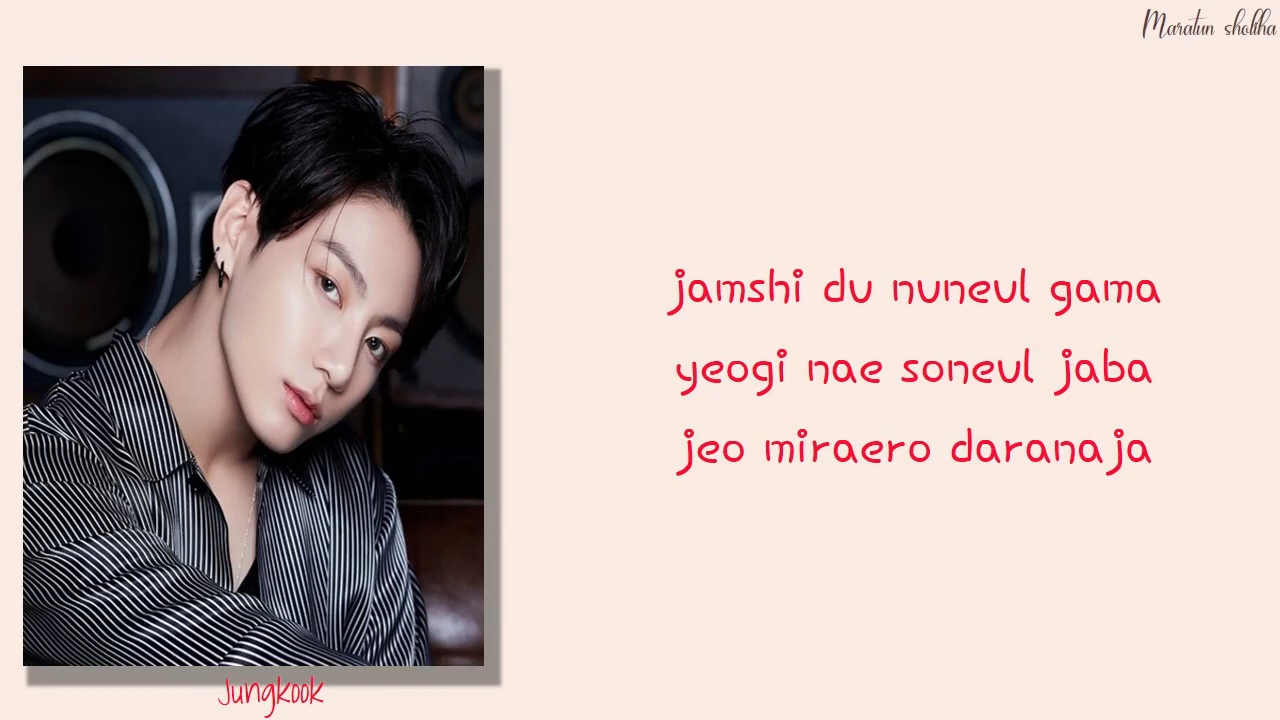 Maratun sholiha
jamshi du nuneul gama
yeogi nae soneul jaba
jeo miraero daranaja
Jungkook